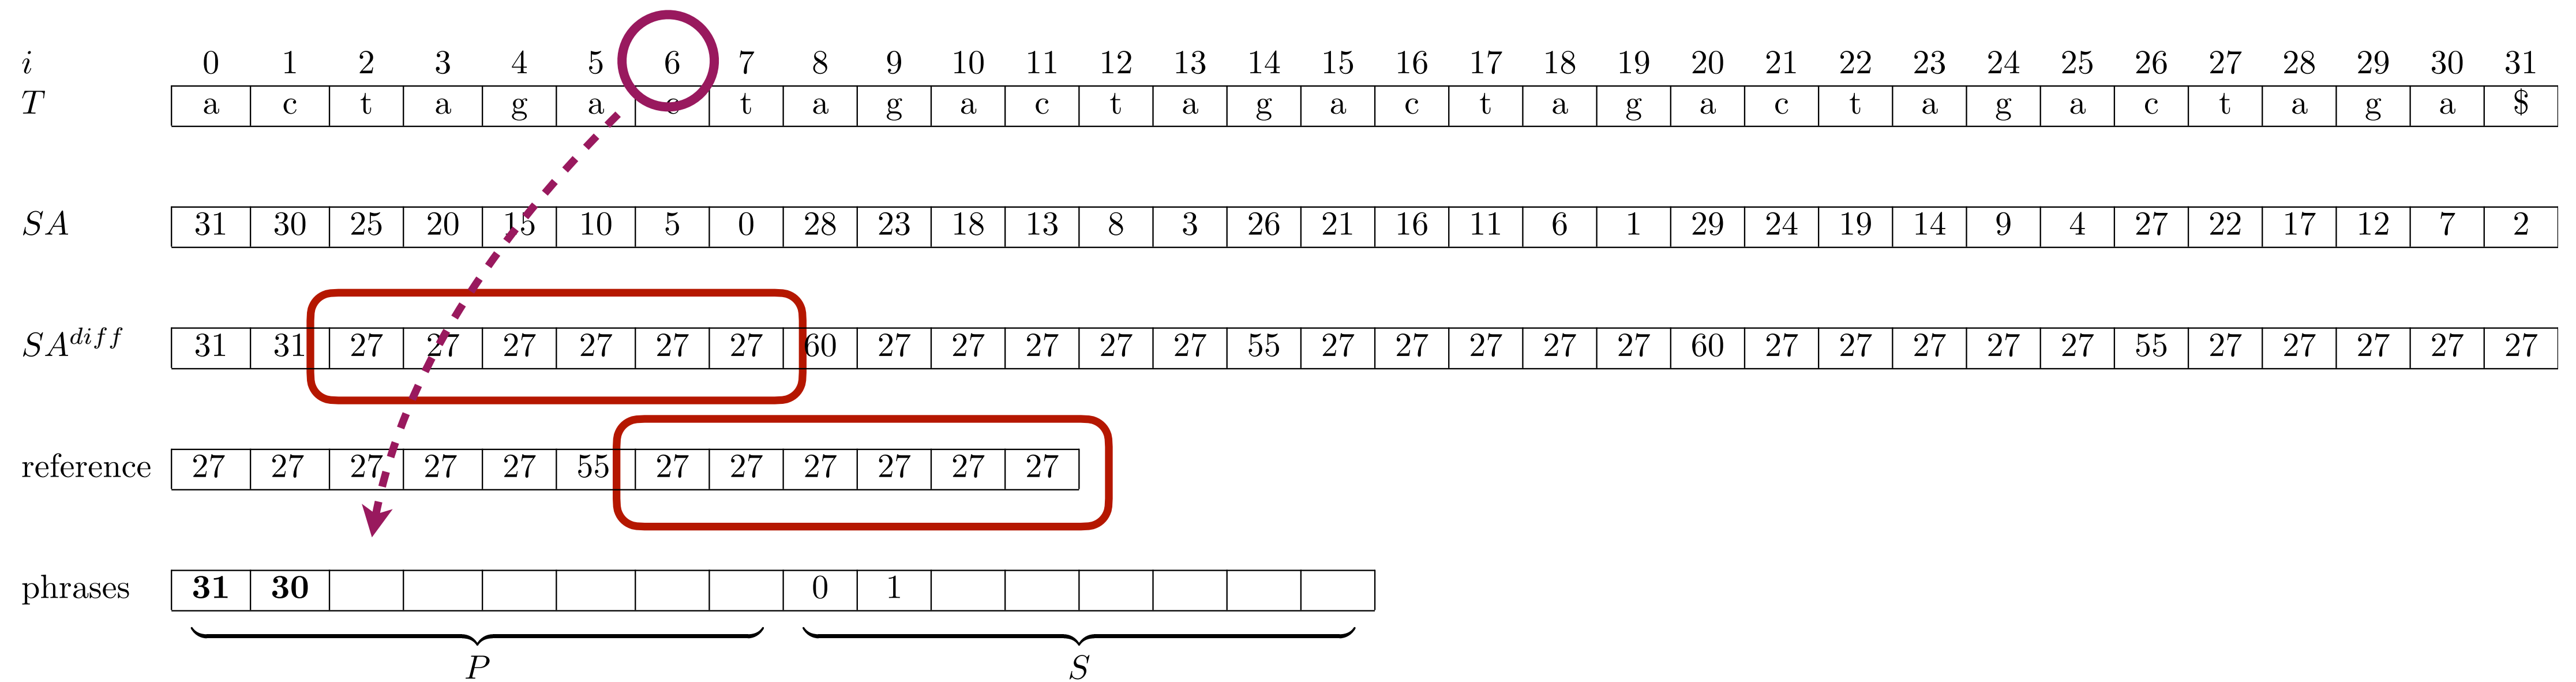 i 0 1 2 3 4 5 6 7 8 9 10 11 12 13 14 15 16 17 18 19 20 21 22 23 24 25 26 27 28 29 30 31
T a c t a g a c t a g a c t a g a c t a g a c t a g a c t a g a $
SA 31 30 25 20 15 10 5 0 28 23 18 13 8 3 26 21 16 11 6 1 29 24 19 14 9 4 27 22 17 12 7 2
SA^{diff} 31 31 27 27 27 27 27 27 60 27 27 27 27 27 55 27 27 27 27 27 60 27 27 27 27 27 55 27 27 27 27 27
reference 27 27 27 27 27 55 27 27 27 27 27 27
phrases 31 30 0 1
P S